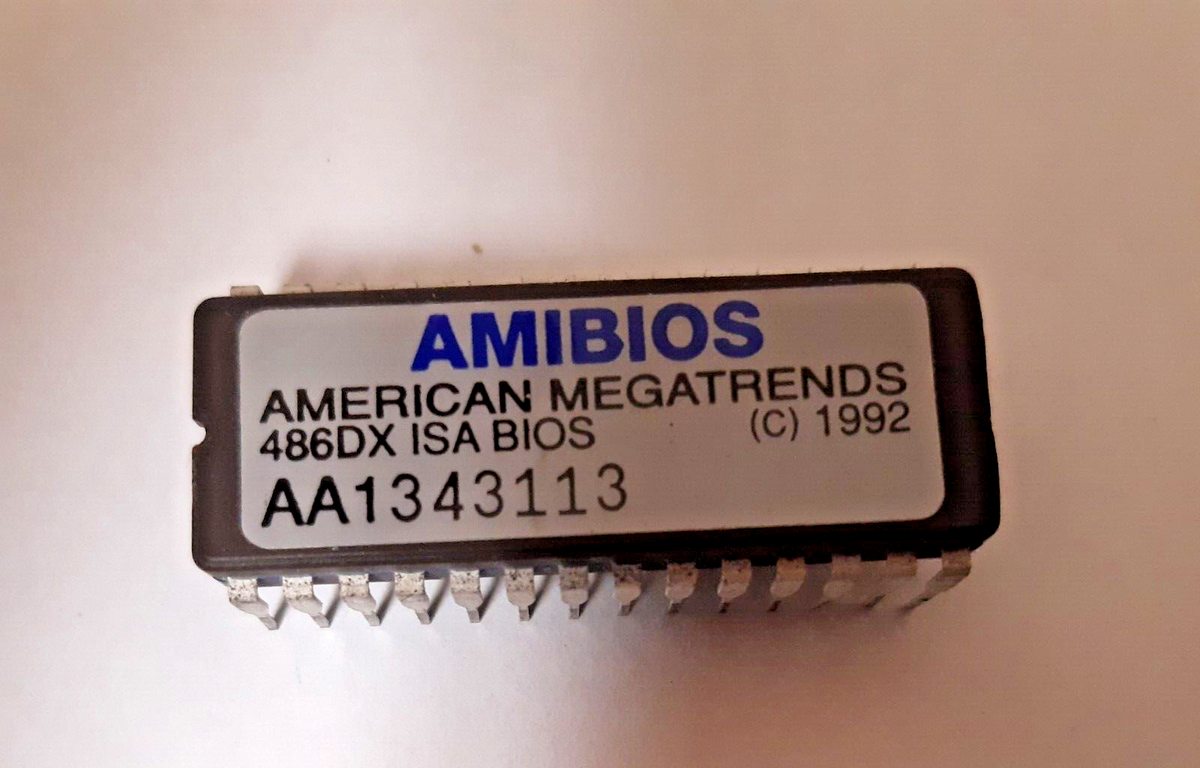 AMIBIOS
AMERICAN MEGATRENDS
486DX ISA BIOS (C) 1992
AA1343113